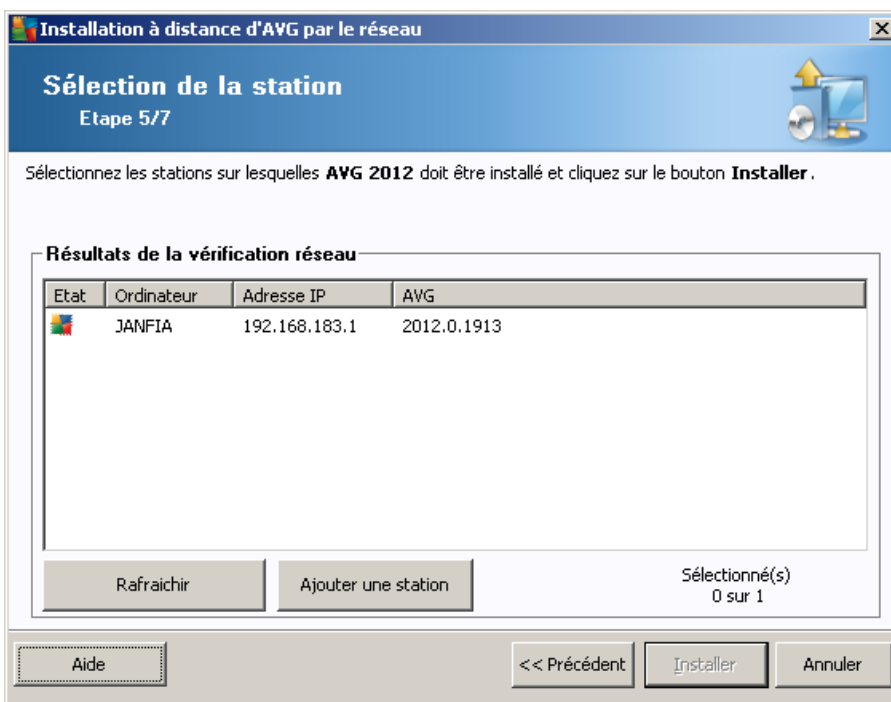 Installation à distance d'AVG par le réseau
Sélection de la station
Etape 5/7
Sélectionnez les stations sur lesquelles AVG 2012 doit être installé et cliquez sur le bouton Installer.
Résultats de la vérification réseau
Etat Ordinateur Adresse IP AVG
JANFIA 192.168.183.1 2012.0.1913
Rafraichir Ajouter une station Sélectionné(s)
0 sur 1
Aide << Précédent Installer Annuler